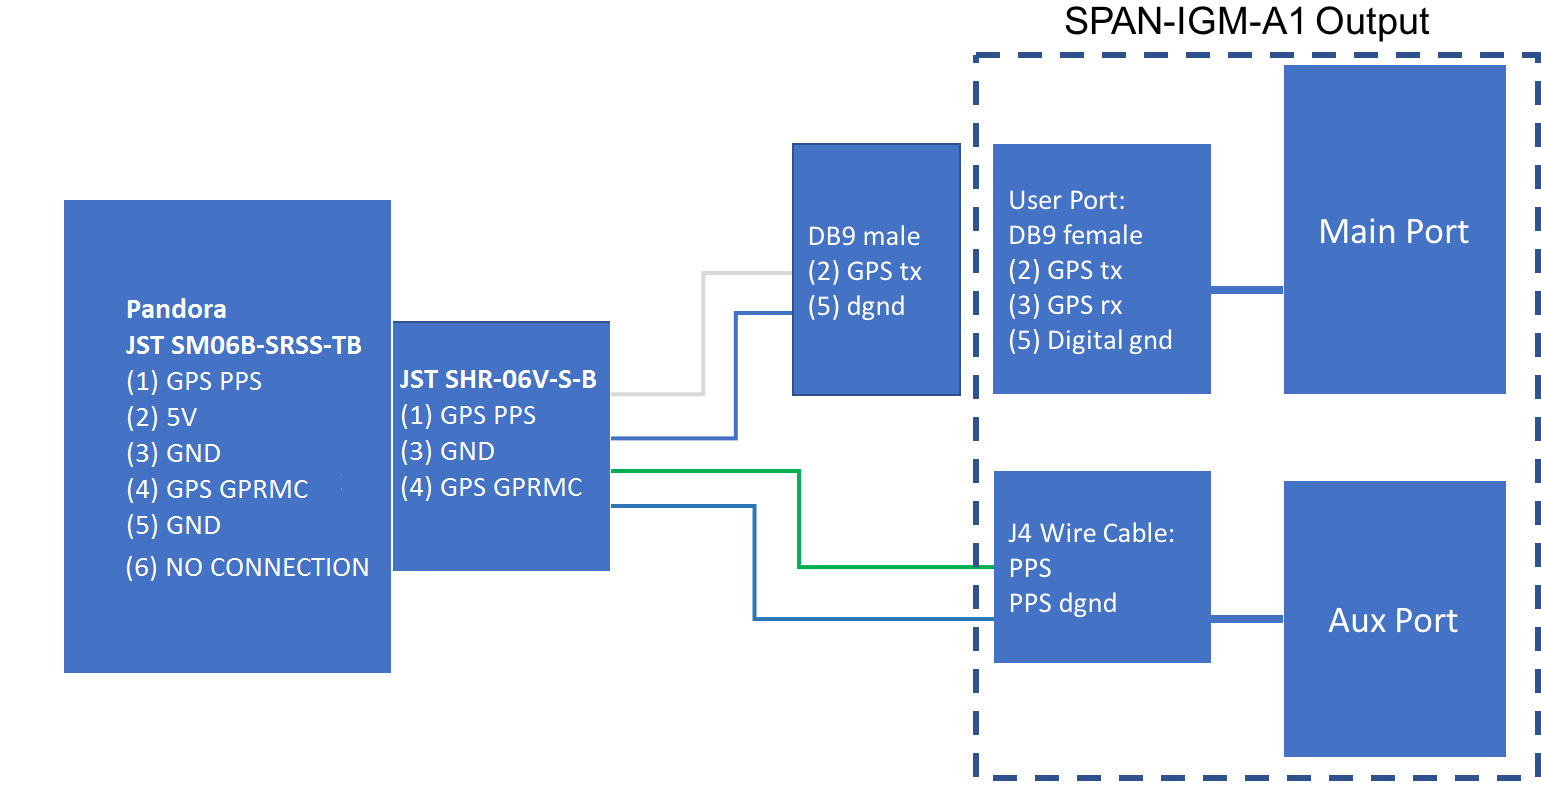 SPAN-IGM-A1 Output
Pandora
JST SM06B-SRSS-TB
(1) GPS PPS
(2) 5V
(3) GND
(4) GPS GPRMC
(5) GND
(6) NO CONNECTION
JST SHR-06V-S-B
(1) GPS PPS
(3) GND
(4) GPS GPRMC
DB9 male
(2) GPS tx
(5) dgnd
User Port:
DB9 female
(2) GPS tx
(3) GPS rx
(5) Digital gnd
Main Port
J4 Wire Cable:
PPS
PPS dgnd
Aux Port